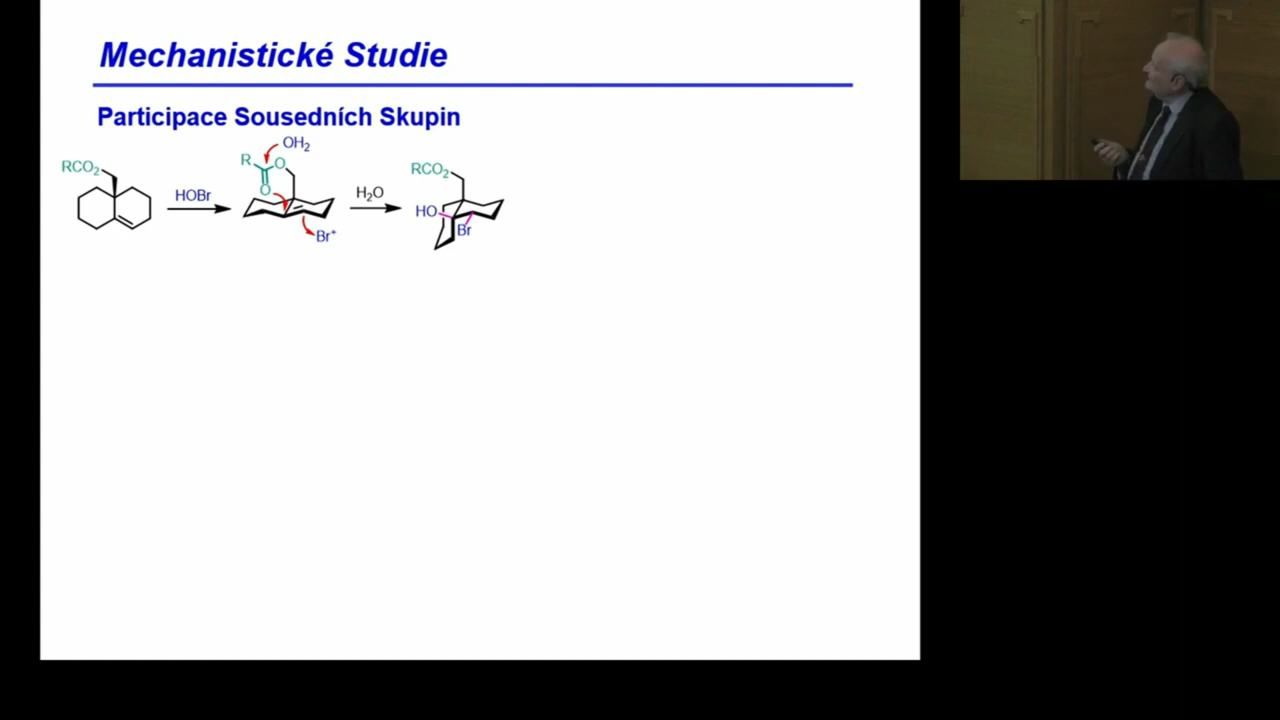 Mechanistické Studie
Participace Sousedních Skupin
RCO₂
HOBr
R
O
O
OH₂
Br⁺
H₂O
RCO₂
HO
Br